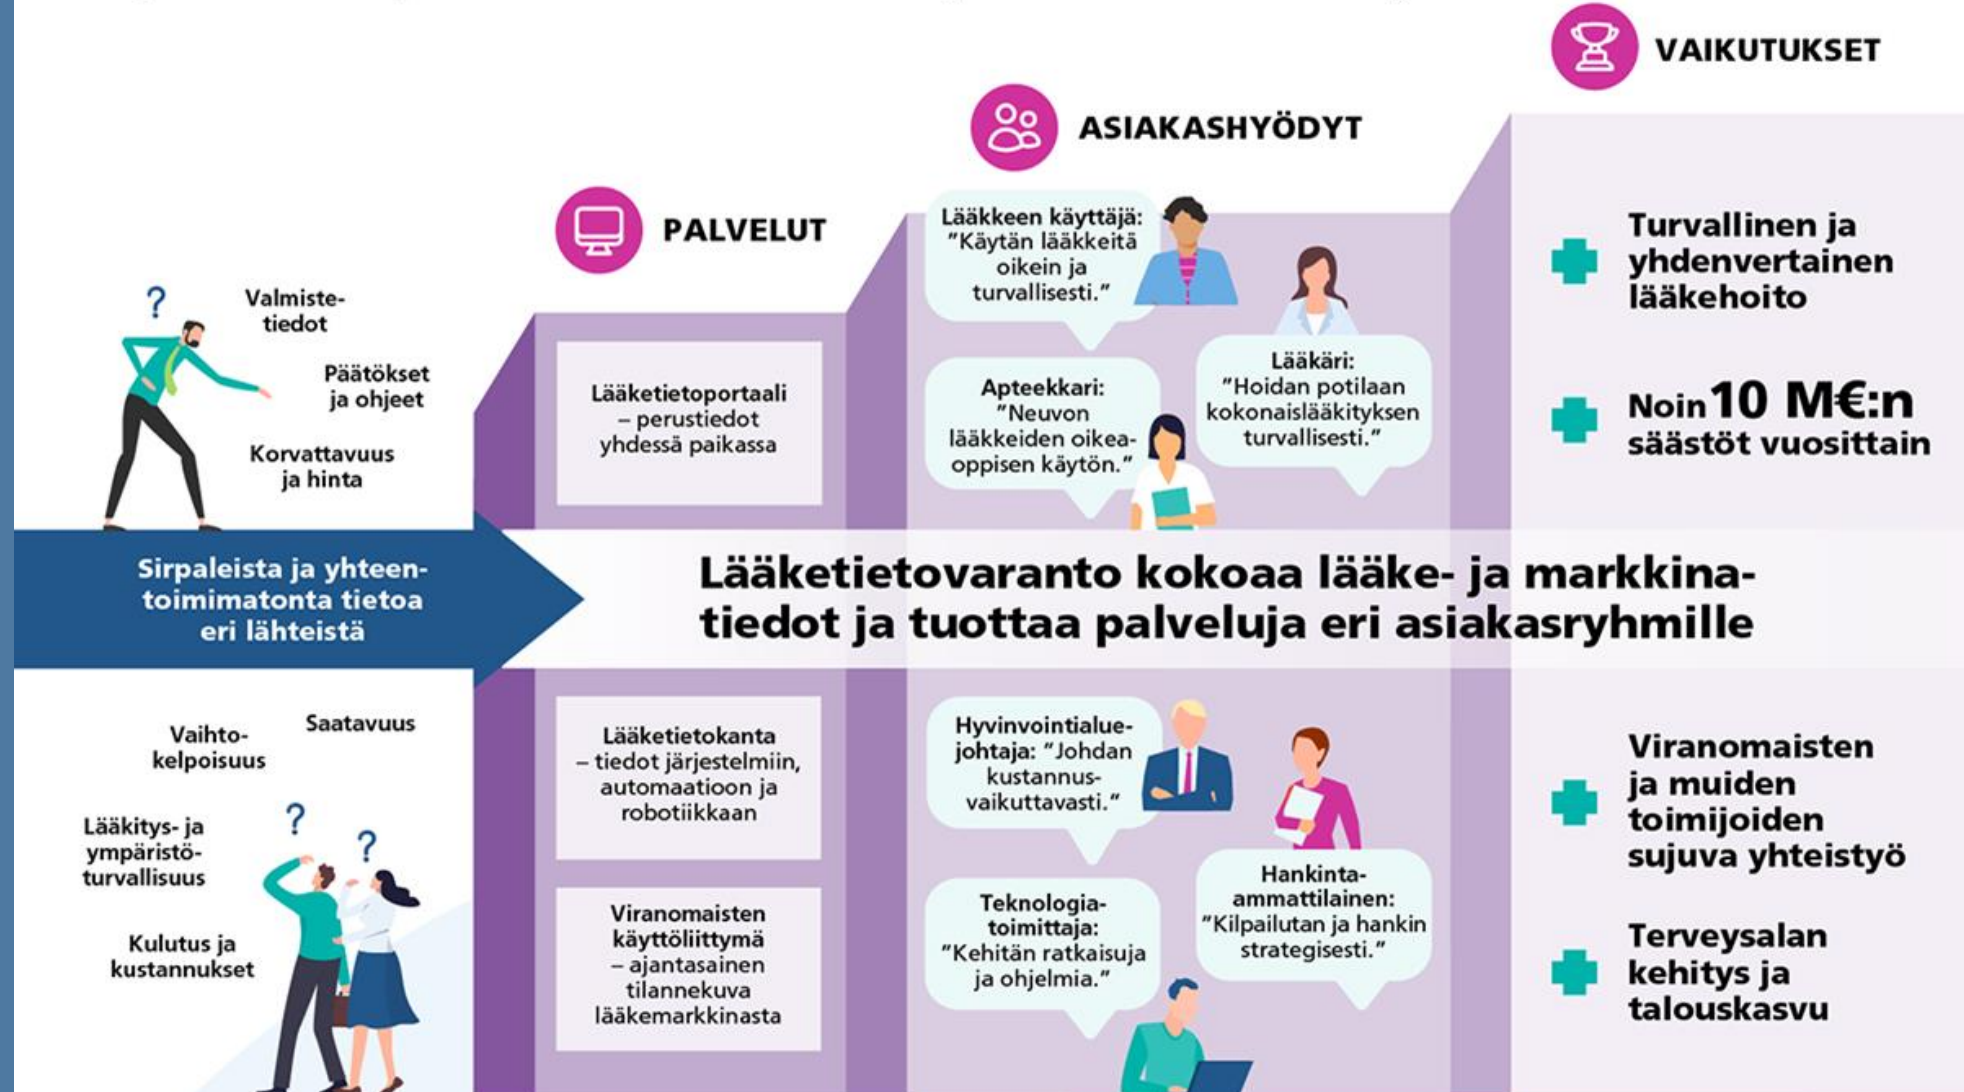 VAIKUTUKSET
ASIAKASHYÖDYT
PALVELUT
?
Valmiste-
tiedot
Päätökset
ja ohjeet
Korvattavuus
ja hinta
Sirpaleista ja yhteen-
toimimatonta tietoa
eri lähteistä
Saatavuus
Vaihto-
kelpoisuus
?
?
Lääkitys- ja
ympäristö-
turvallisuus
Kulutus ja
kustannukset
Lääketietoportaali
– perustiedot
yhdessä paikassa
Lääkkeen käyttäjä:
"Käytän lääkkeitä
oikein ja
turvallisesti."
Lääkäri:
"Hoidan potilaan
kokonaislääkityksen
turvallisesti."
Apteekkari:
"Neuvon
lääkkeiden oikea-
oppisen käytön."
Turvallinen ja
yhdenvertainen
lääkehoito
Noin 10 M€:n
säästöt vuosittain
Lääketietovaranto kokoaa lääke- ja markkina-
tiedot ja tuottaa palveluja eri asiakasryhmille
Lääketietokanta
– tiedot järjestelmiin,
automaatioon ja
robotiikkaan
Viranomaisten
käyttöliittymä
– ajantasainen
tilannekuva
lääkemarkkinasta
Hyvinvointialue-
johtaja: "Johdan
kustannus-
vaikuttavasti."
Hankinta-
ammattilainen:
"Kilpailutan ja hankin
strategisesti."
Teknologia-
toimittaja:
"Kehitän ratkaisuja
ja ohjelmia."
Viranomaisten
ja muiden
toimijoiden
sujuva yhteistyö
Terveysalan
kehitys ja
talouskasvu